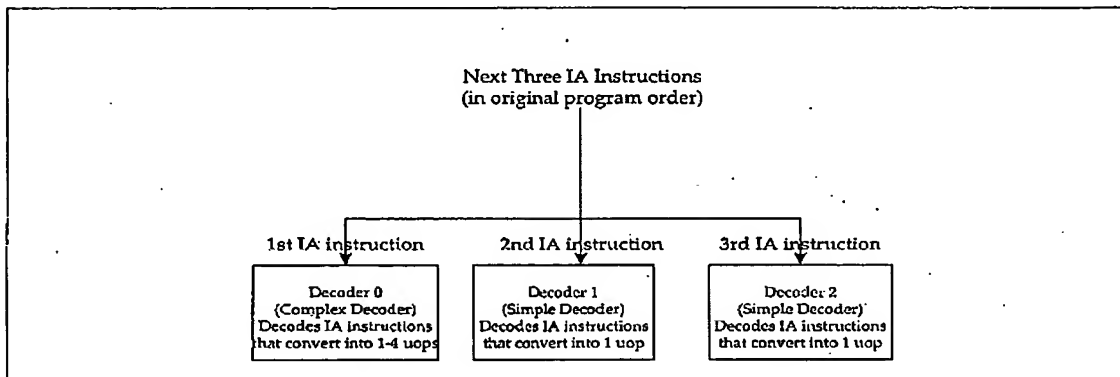 Next Three IA Instructions
(in original program order)
1st IA instruction
2nd IA instruction
3rd IA instruction
Decoder 0
(Complex Decoder)
Decodes IA instructions
that convert into 1-4 uops
Decoder 1
(Simple Decoder)
Decodes IA instructions
that convert into 1 uop
Decoder 2
(Simple Decoder)
Decodes IA instructions
that convert into 1 uop